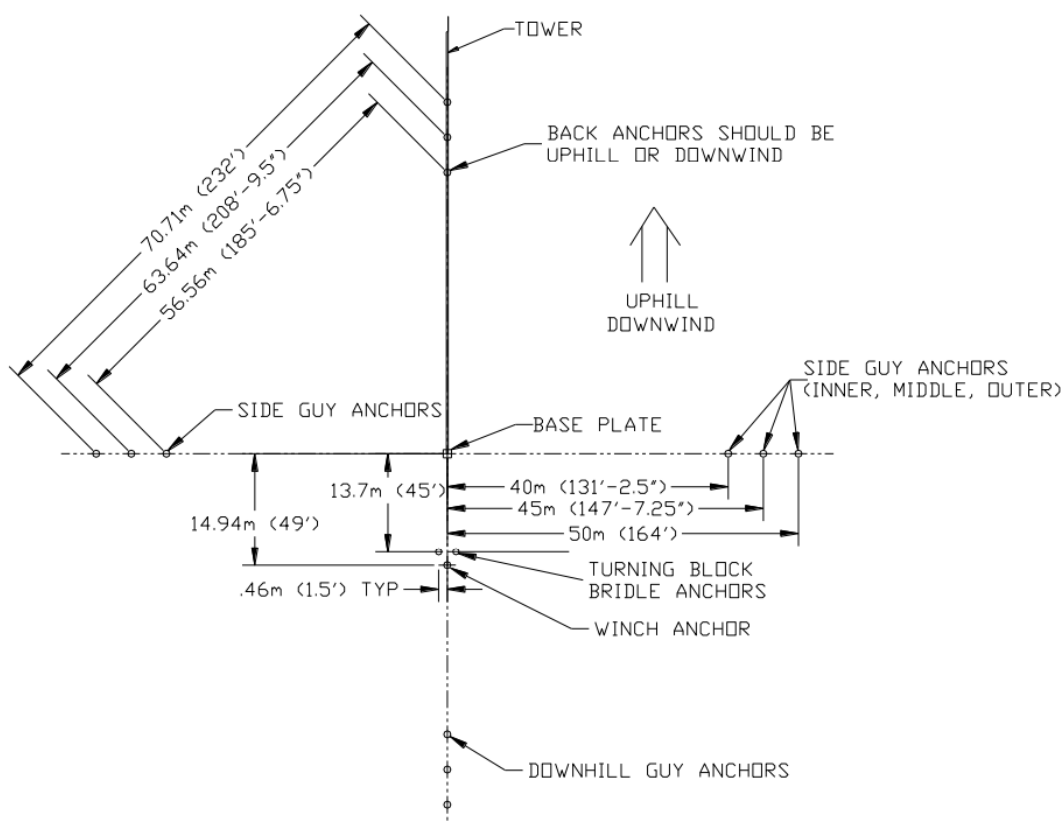 TOWER
BACK ANCHORS SHOULD BE
UPHILL OR DOWNWIND
70.71m (232')
63.64m (208'-9.5")
56.56m (185'-6.75")
UPHILL
DOWNWIND
SIDE GUY ANCHORS
(INNER, MIDDLE, OUTER)
SIDE GUY ANCHORS
BASE PLATE
13.7m (45')
40m (131'-2.5")
45m (147'-7.25")
14.94m (49')
50m (164')
.46m (1.5') TYP
TURNING BLOCK
BRIDLE ANCHORS
WINCH ANCHOR
DOWNHILL GUY ANCHORS